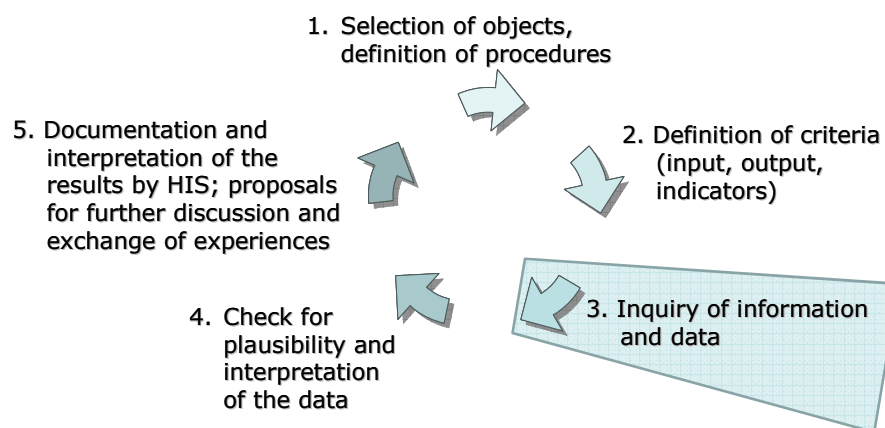 1. Selection of objects,
definition of procedures
2. Definition of criteria
(input, output,
indicators)
3. Inquiry of information
and data
4. Check for
plausibility and
interpretation
of the data
5. Documentation and
interpretation of the
results by HIS; proposals
for further discussion and
exchange of experiences